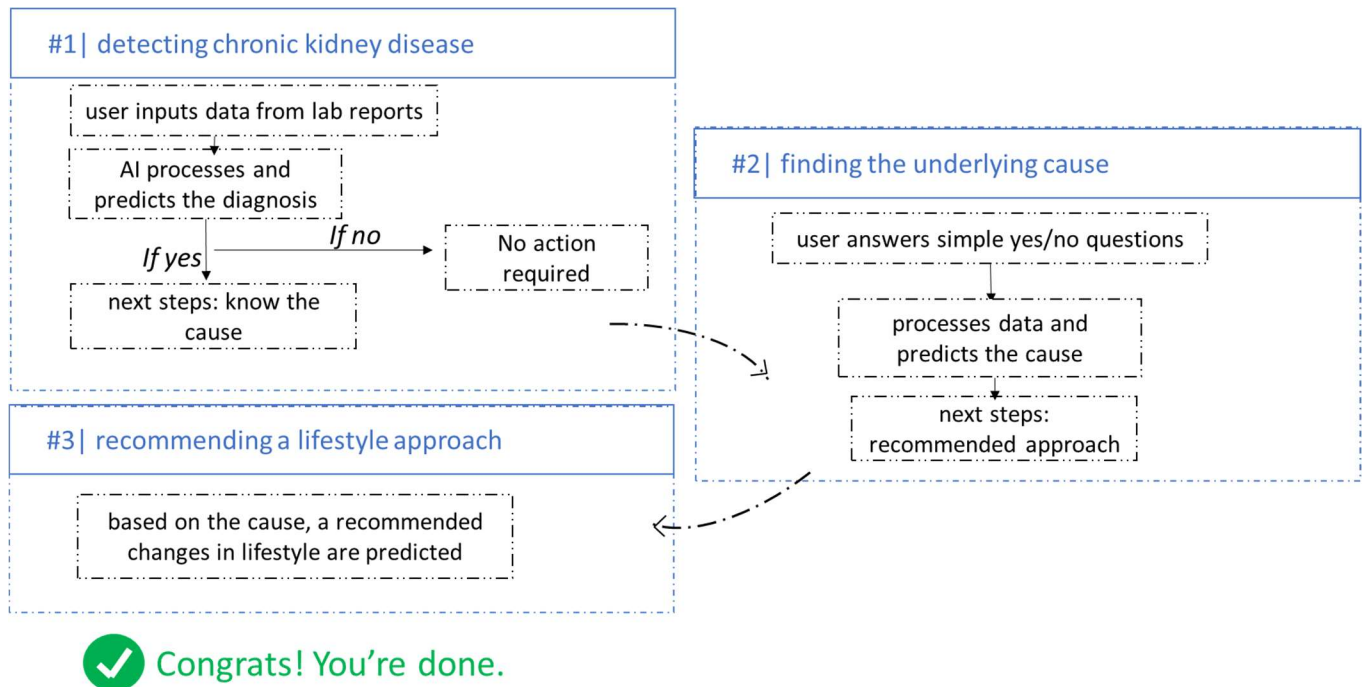 #1| detecting chronic kidney disease
user inputs data from lab reports
AI processes and
predicts the diagnosis
If no
If yes
No action
required
next steps: know the
cause
#2| finding the underlying cause
user answers simple yes/no questions
processes data and
predicts the cause
next steps:
recommended approach
#3| recommending a lifestyle approach
based on the cause, a recommended
changes in lifestyle are predicted
Congrats! You’re done.